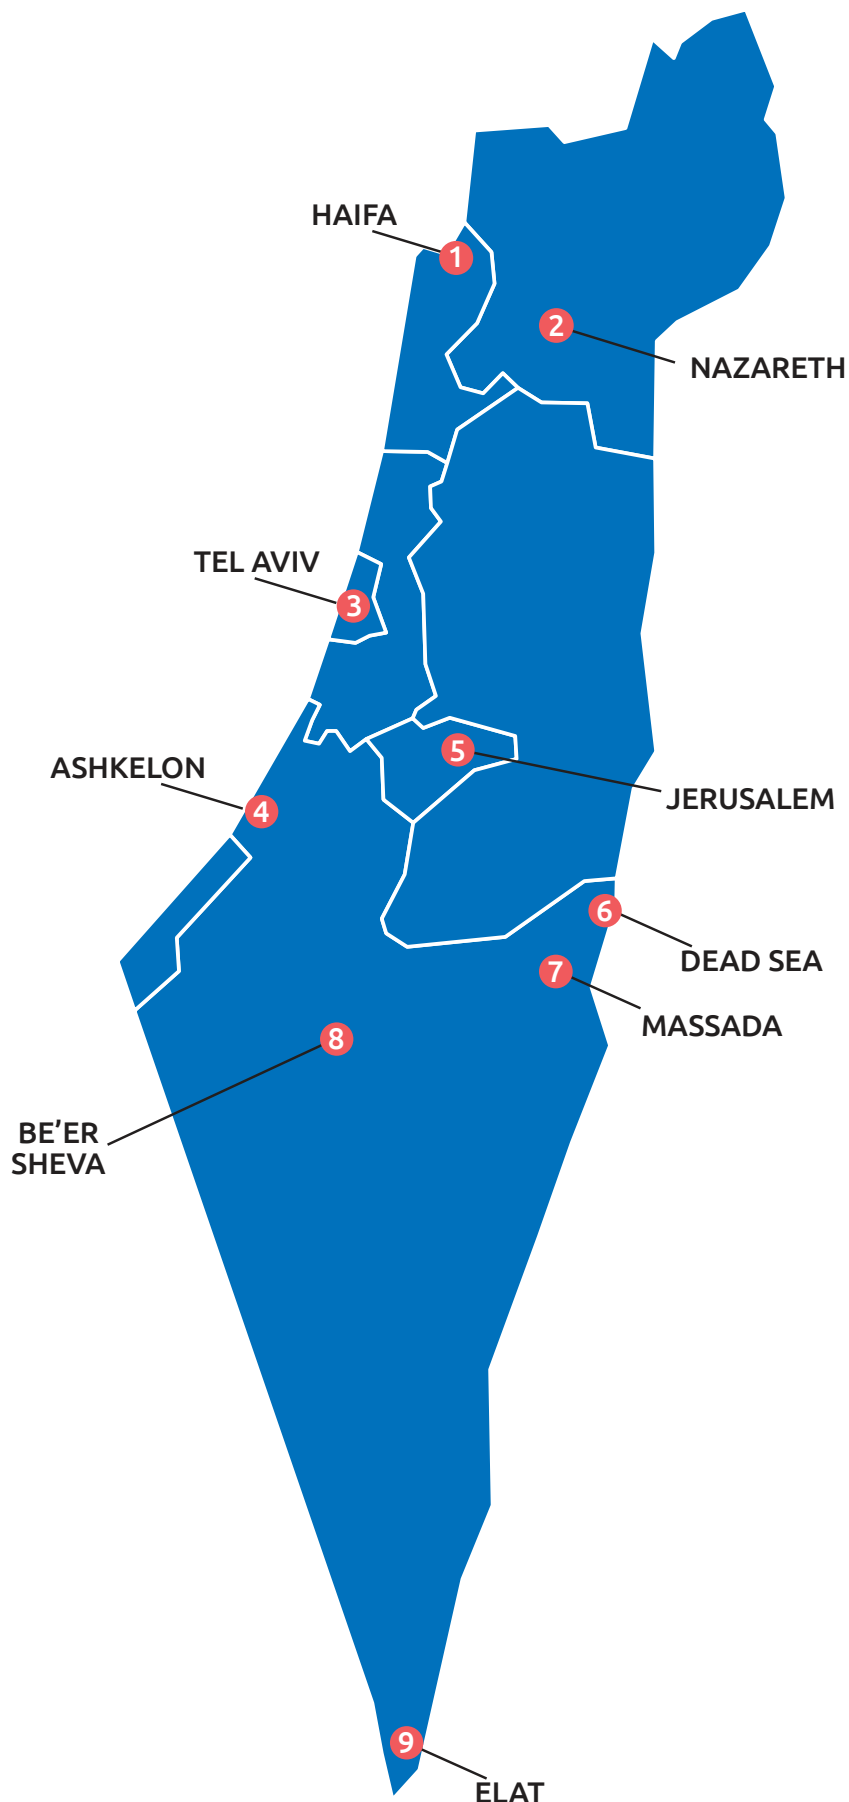 HAIFA
1
2
NAZARETH
TEL AVIV
3
ASHKELON
4
5
JERUSALEM
6
DEAD SEA
7
MASSADA
8
BE’ER
SHEVA
9
ELAT